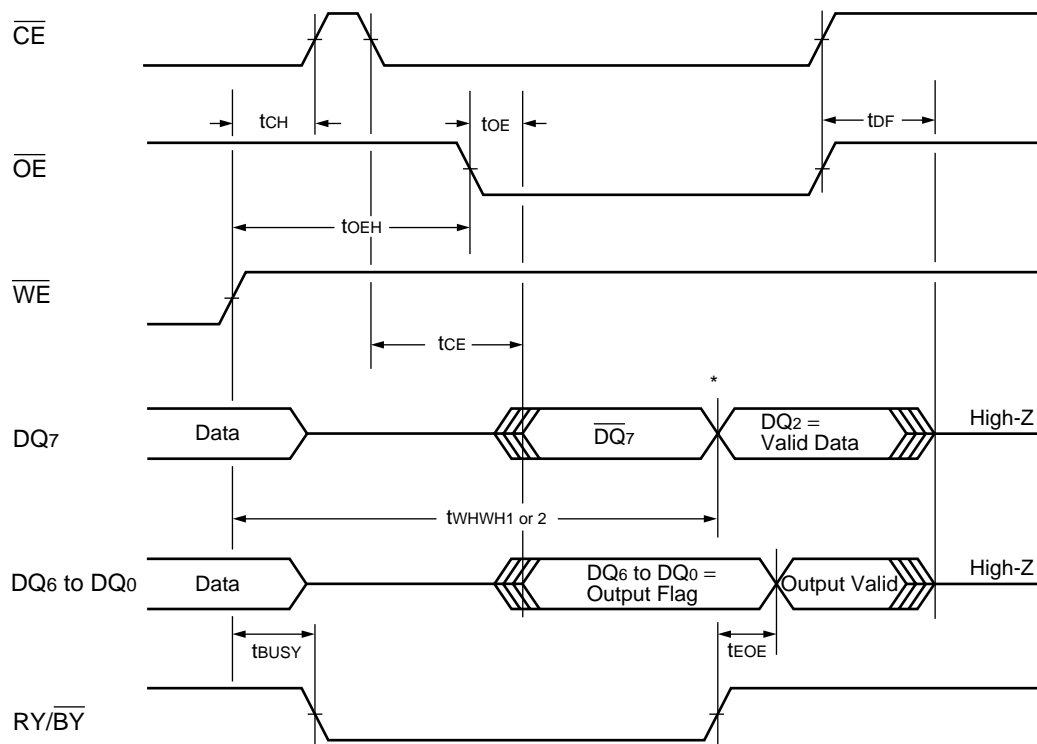 CE
tCH
tOE
tDF
OE
tOEH
WE
tCE
*
DQ7
Data
DQ7
DQ2 =
Valid Data
High-Z
tWHWH1 or 2
DQ6 to DQ0
Data
DQ6 to DQ0 =
Output Flag
Output Valid
High-Z
tBUSY
tEOE
RY/BY